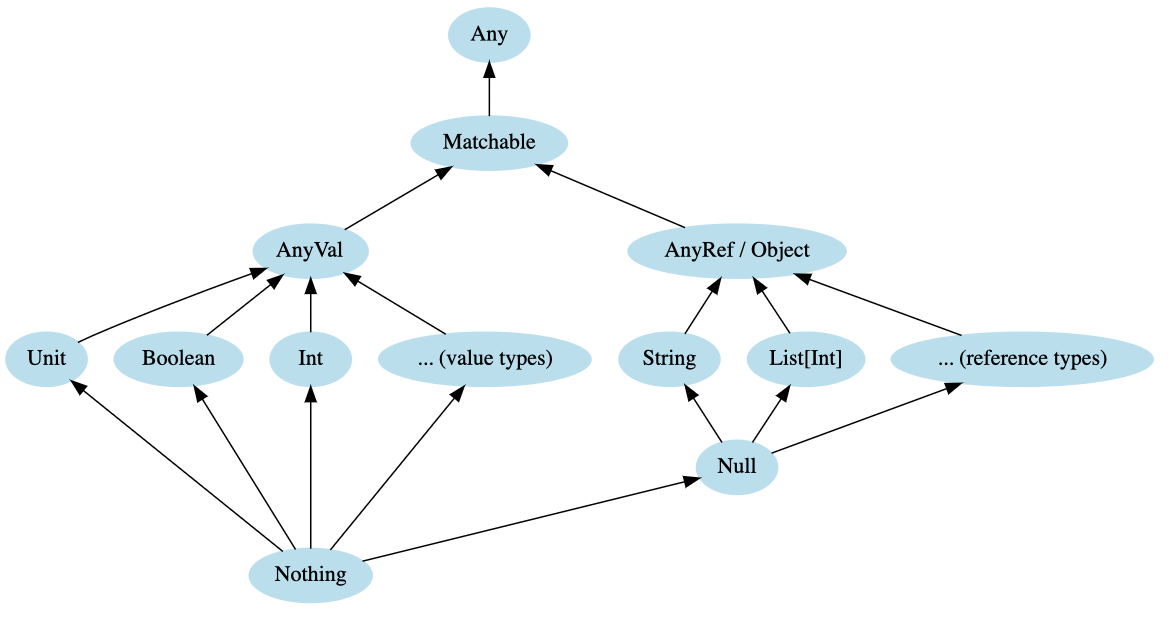 Any
Matchable
AnyVal
AnyRef / Object
Unit
Boolean
Int
... (value types)
String
List[Int]
... (reference types)
Null
Nothing